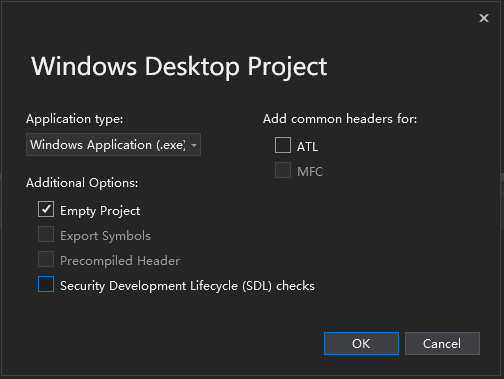 Windows Desktop Project
Application type:
Windows Application (.exe)
Additional Options:
Empty Project
Export Symbols
Precompiled Header
Security Development Lifecycle (SDL) checks
Add common headers for:
ATL
MFC
OK
Cancel